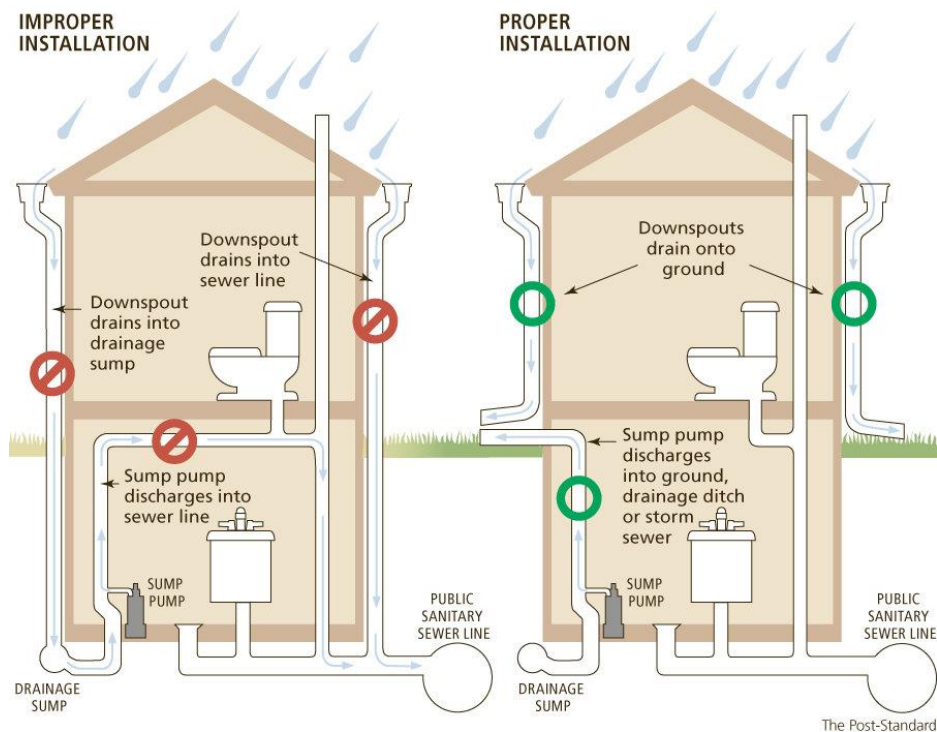 IMPROPER
INSTALLATION
Downspout
drains into
sewer line
Downspout
drains into
drainage
sump
Sump pump
discharges into
sewer line
SUMP
PUMP
DRAINAGE
SUMP
PUBLIC
SANITARY
SEWER LINE
PROPER
INSTALLATION
Downspouts
drain onto
ground
Sump pump
discharges
into ground,
drainage ditch
or storm
sewer
SUMP
PUMP
DRAINAGE
SUMP
PUBLIC
SANITARY
SEWER LINE
The Post-Standard